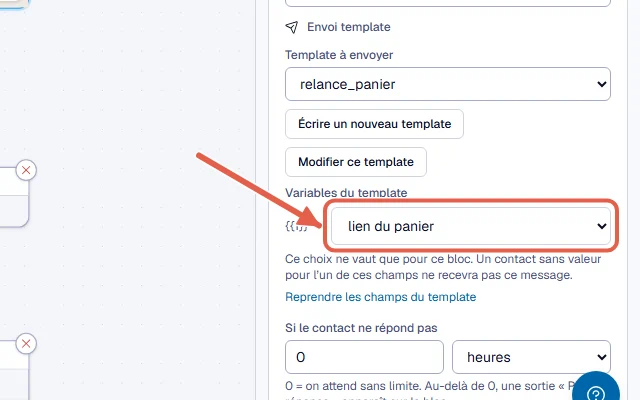 Envoi template
Template à envoyer
relance_panier
Écrire un nouveau template
Modifier ce template
Variables du template
lien du panier
Ce choix ne vaut que pour ce bloc. Un contact sans valeur
pour l'un de ces champs ne recevra pas ce message.
Reprendre les champs du template
Si le contact ne répond pas
0
heures
0 = on attend sans limite. Au-delà de 0, une sortie «